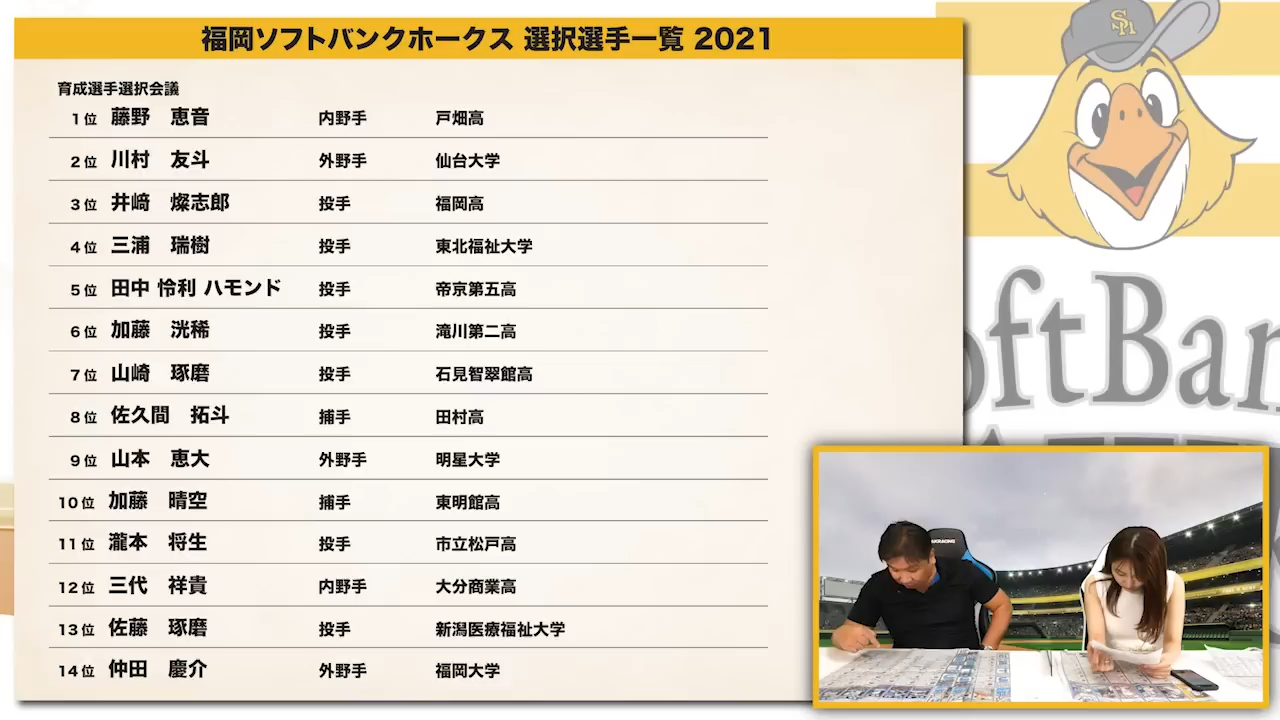 福岡ソフトバンクホークス 選択選手一覧 2021
育成選手選択会議
1位 藤野 恵音 内野手 戸畑高
2位 川村 友斗 外野手 仙台大学
3位 井﨑 燦志郎 投手 福岡高
4位 三浦 瑞樹 投手 東北福祉大学
5位 田中 怜利 ハモンド 投手 帝京第五高
6位 加藤 洸稀 投手 滝川第二高
7位 山崎 琢磨 投手 石見智翠館高
8位 佐久間 拓斗 捕手 田村高
9位 山本 恵大 外野手 明星大学
10位 加藤 晴空 捕手 東明館高
11位 瀧本 将生 投手 市立松戸高
12位 三代 祥貴 内野手 大分商業高
13位 佐藤 琢磨 投手 新潟医療福祉大学
14位 仲田 慶介 外野手 福岡大学
SH
oftBan
AKRACING